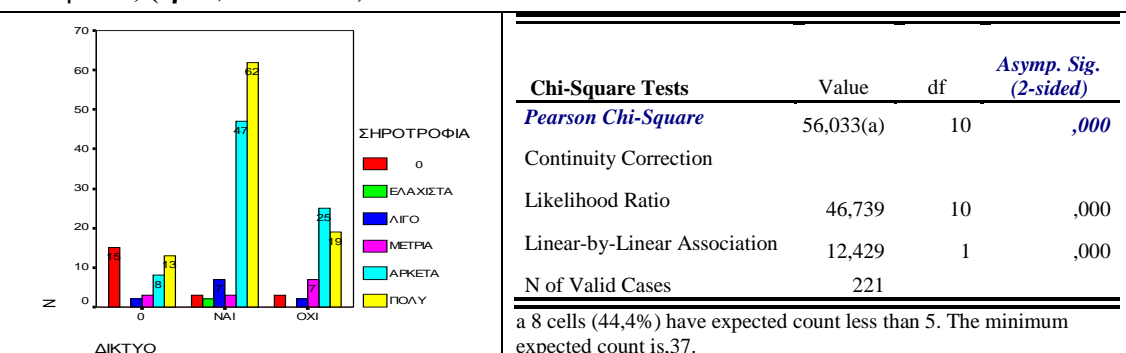 70
60
50
40
30
20
10
0
N
15
8
13
7
47
62
7
25
19
0
ΝΑΙ
ΟΧΙ
ΔΙΚΤΥΟ
ΣΗΡΟΤΡΟΦΙΑ
0
ΕΛΑΧΙΣΤΑ
ΛΙΓΟ
ΜΕΤΡΙΑ
ΑΡΚΕΤΑ
ΠΟΛΥ
Chi-Square Tests Value df Asymp. Sig. (2-sided)
Pearson Chi-Square 56,033(a) 10 ,000
Continuity Correction
Likelihood Ratio 46,739 10 ,000
Linear-by-Linear Association 12,429 1 ,000
N of Valid Cases 221
a 8 cells (44,4%) have expected count less than 5. The minimum
expected count is,37.